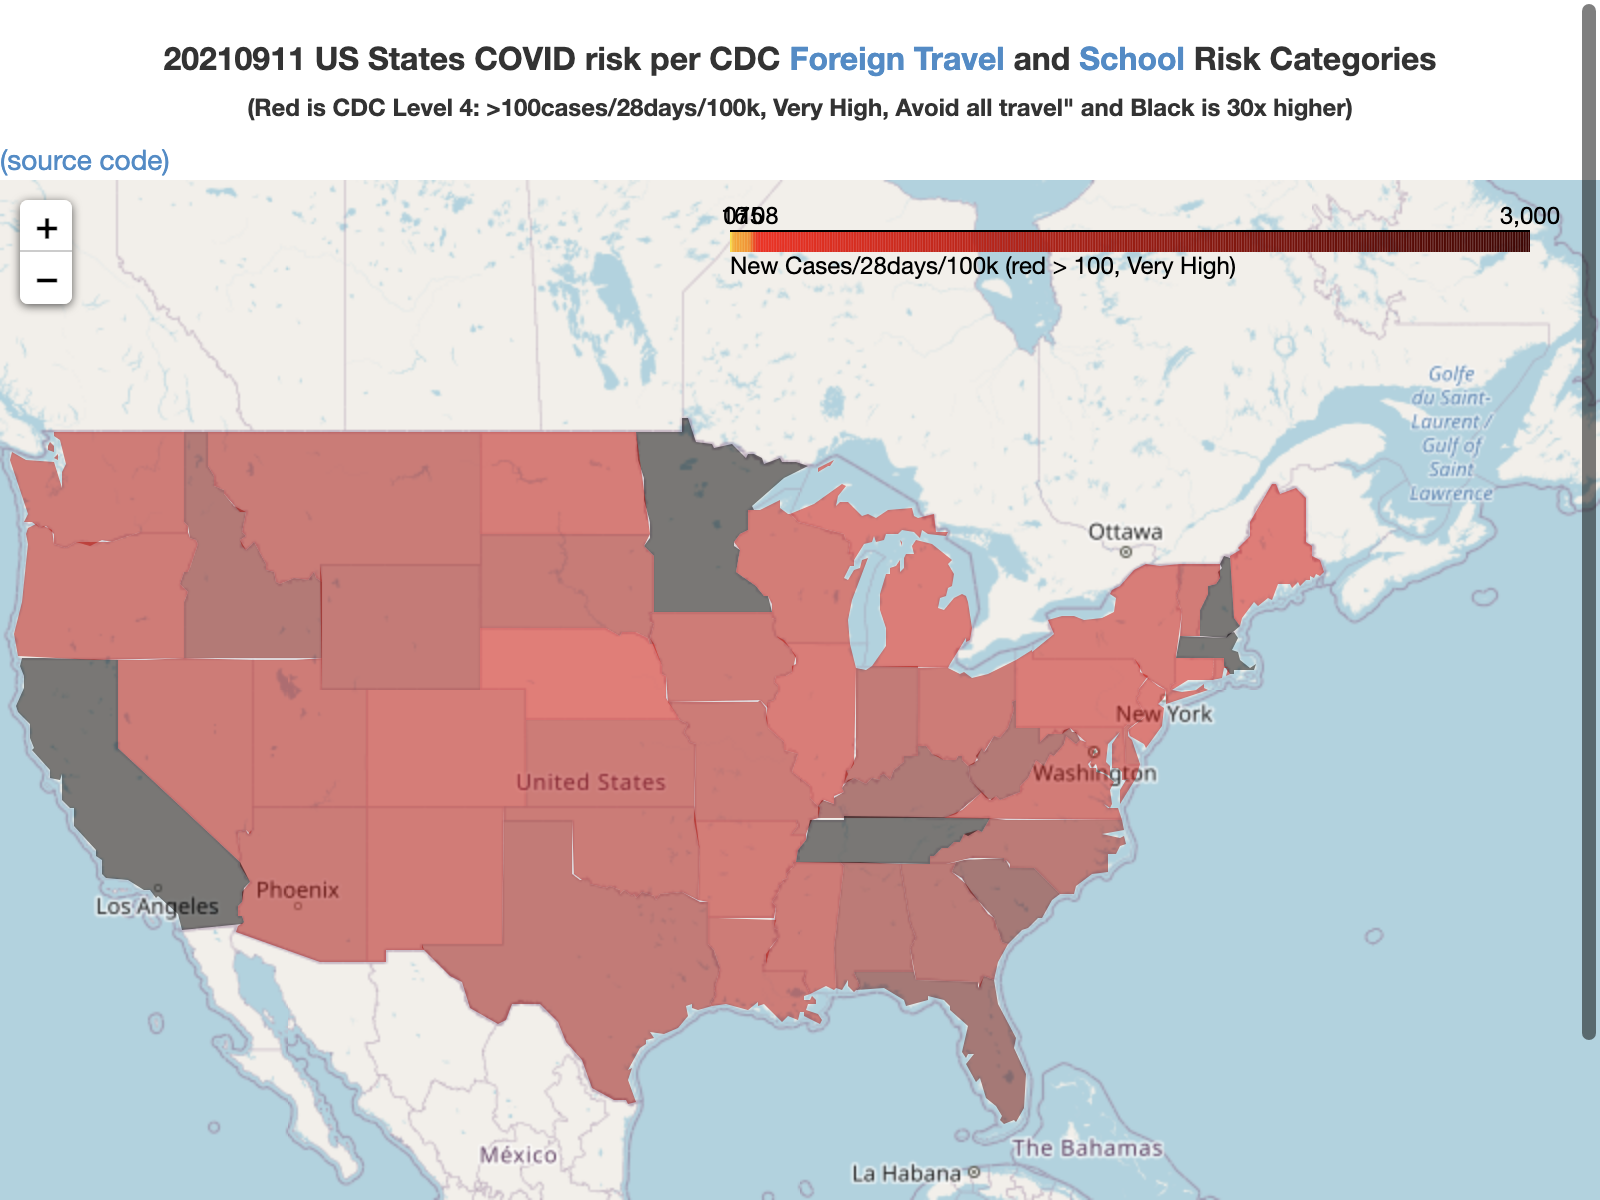 20210911 US States COVID risk per CDC Foreign Travel and School Risk Categories
(Red is CDC Level 4: >100cases/28days/100k, Very High, Avoid all travel" and Black is 30x higher)
(source code)
+
−
3,000
New Cases/28days/100k (red > 100, Very High)
Golfe
du Saint-
Laurent /
Gulf of
Saint
Lawrence
Ottawa
New York
Washington
United States
Phoenix
Los Angeles
México
The Bahamas
La Habana